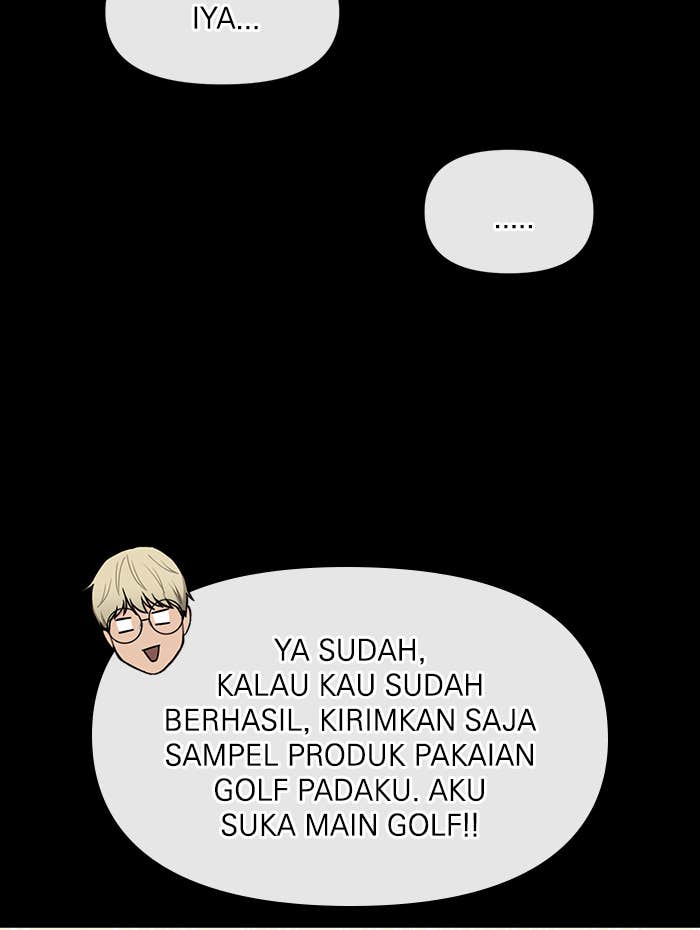 IYA...
.....
YA SUDAH,
KALAU KAU SUDAH
BERHASIL, KIRIMKAN SAJA
SAMPEL PRODUK PAKAIAN
GOLF PADAKU. AKU
SUKA MAIN GOLF!!